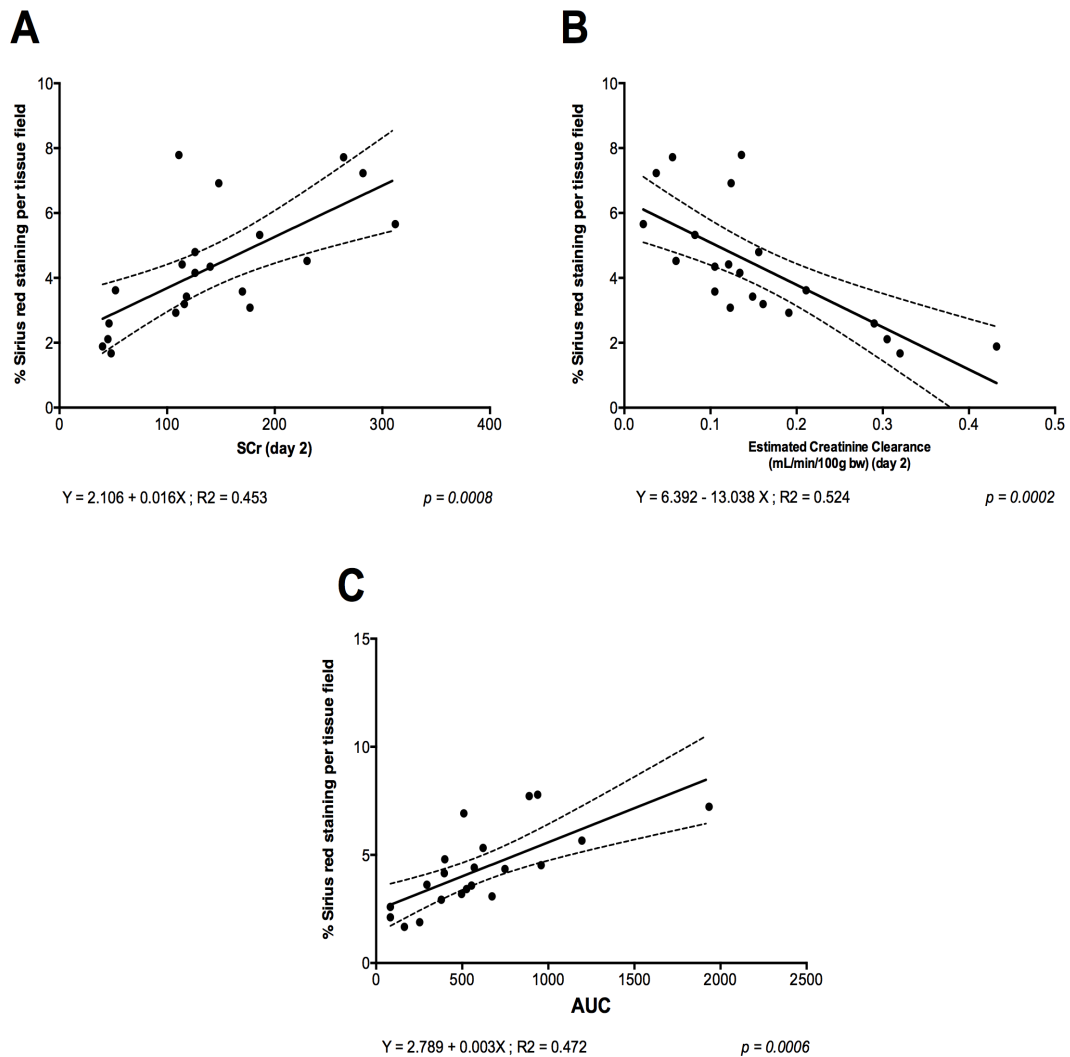 A
% Sirius red staining per tissue field
10
8
6
4
2
0
0 100 200 300 400
SCr (day 2)
Y = 2.106 + 0.016X ; R2 = 0.453 p = 0.0008
B
% Sirius red staining per tissue field
10
8
6
4
2
0
0.0 0.1 0.2 0.3 0.4 0.5
Estimated Creatinine Clearance
(mL/min/100g bw) (day 2)
Y = 6.392 - 13.038 X ; R2 = 0.524 p = 0.0002
C
% Sirius red staining per tissue field
15
10
5
0
0 500 1000 1500 2000 2500
AUC
Y = 2.789 + 0.003X ; R2 = 0.472 p = 0.0006